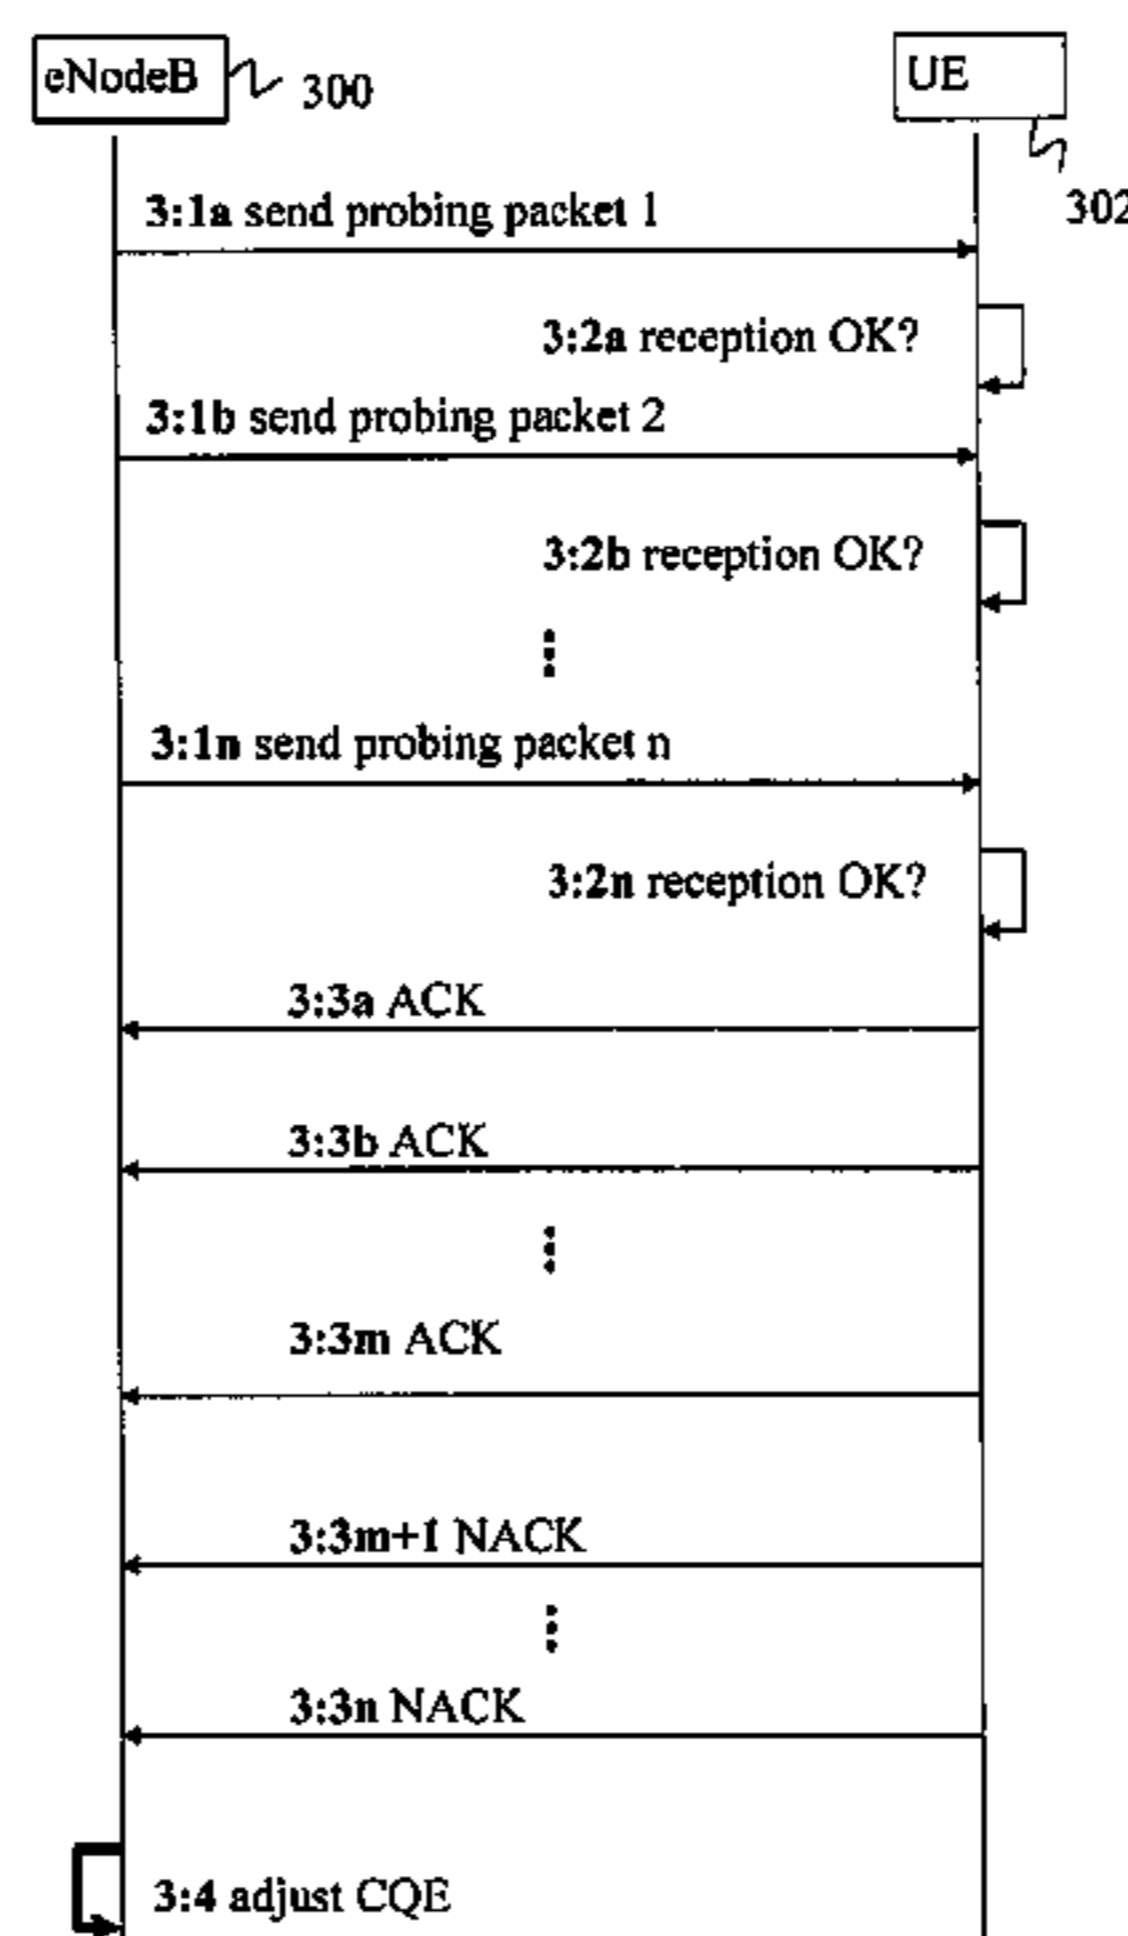 eNodeB
300
UE
302
3:1a send probing packet 1
3:2a reception OK?
3:1b send probing packet 2
3:2b reception OK?
3:1n send probing packet n
3:2n reception OK?
3:3a ACK
3:3b ACK
3:3m ACK
3:3m+1 NACK
3:3n NACK
3:4 adjust CQE